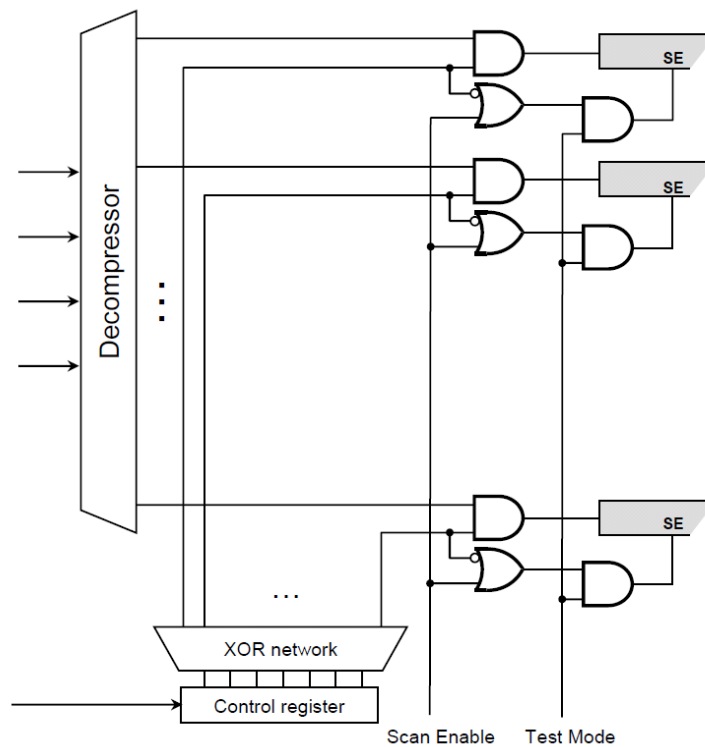 SE
SE
Decompressor
...
SE
...
XOR network
Control register
Scan Enable
Test Mode